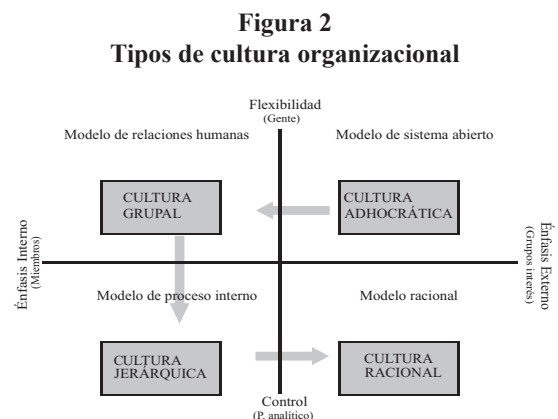 Figura 2
Tipos de cultura organizacional
Flexibilidad
(Gente)
Modelo de relaciones humanas
Modelo de sistema abierto
CULTURA
GRUPAL
CULTURA
ADHOCRÁTICA
Énfasis Interno
(Miembros)
Énfasis Externo
(Grupos interés)
Modelo de proceso interno
Modelo racional
CULTURA
JERÁRQUICA
CULTURA
RACIONAL
Control
(P. analítico)